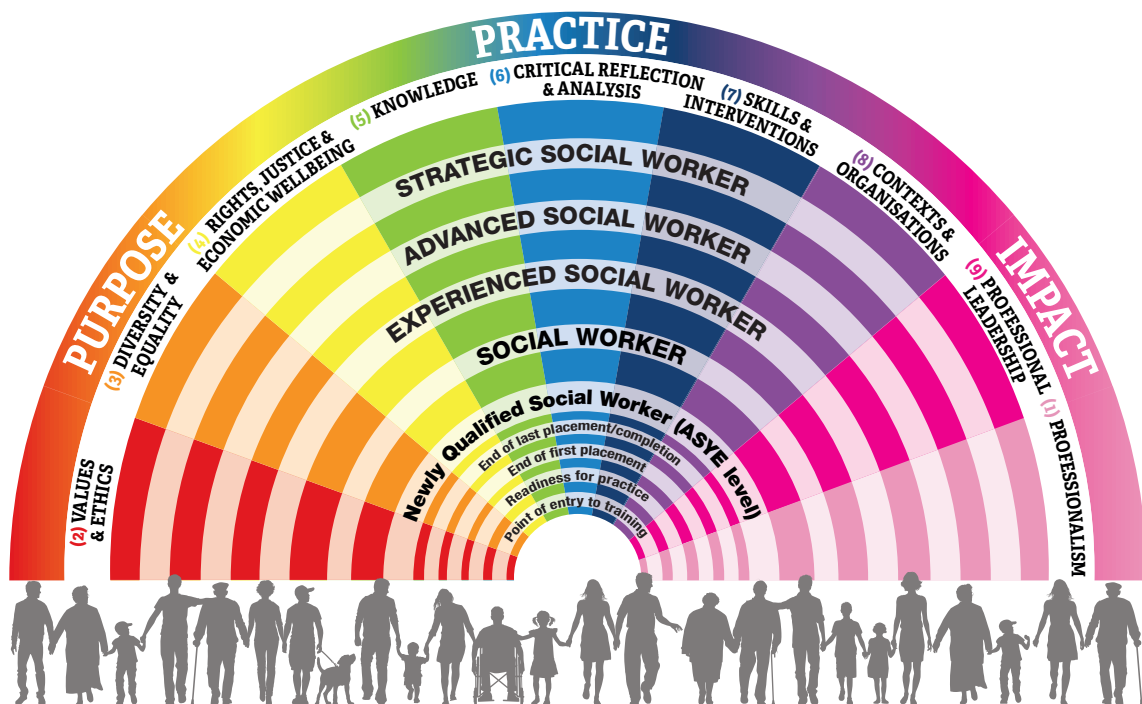 PURPOSE
PRACTICE
IMPACT
(2) VALUES
& ETHICS
(3) DIVERSITY &
EQUALITY
(4) RIGHTS, JUSTICE &
ECONOMIC WELLBEING
(5) KNOWLEDGE
(6) CRITICAL REFLECTION
& ANALYSIS
(7) SKILLS &
INTERVENTIONS
(8) CONTEXTS &
ORGANISATIONS
(9) PROFESSIONAL
LEADERSHIP
(1) PROFESSIONALISM
STRATEGIC SOCIAL WORKER
ADVANCED SOCIAL WORKER
EXPERIENCED SOCIAL WORKER
SOCIAL WORKER
Newly Qualified Social Worker (ASYE level)
End of last placement/completion
End of first placement
Readiness for practice
Point of entry to training